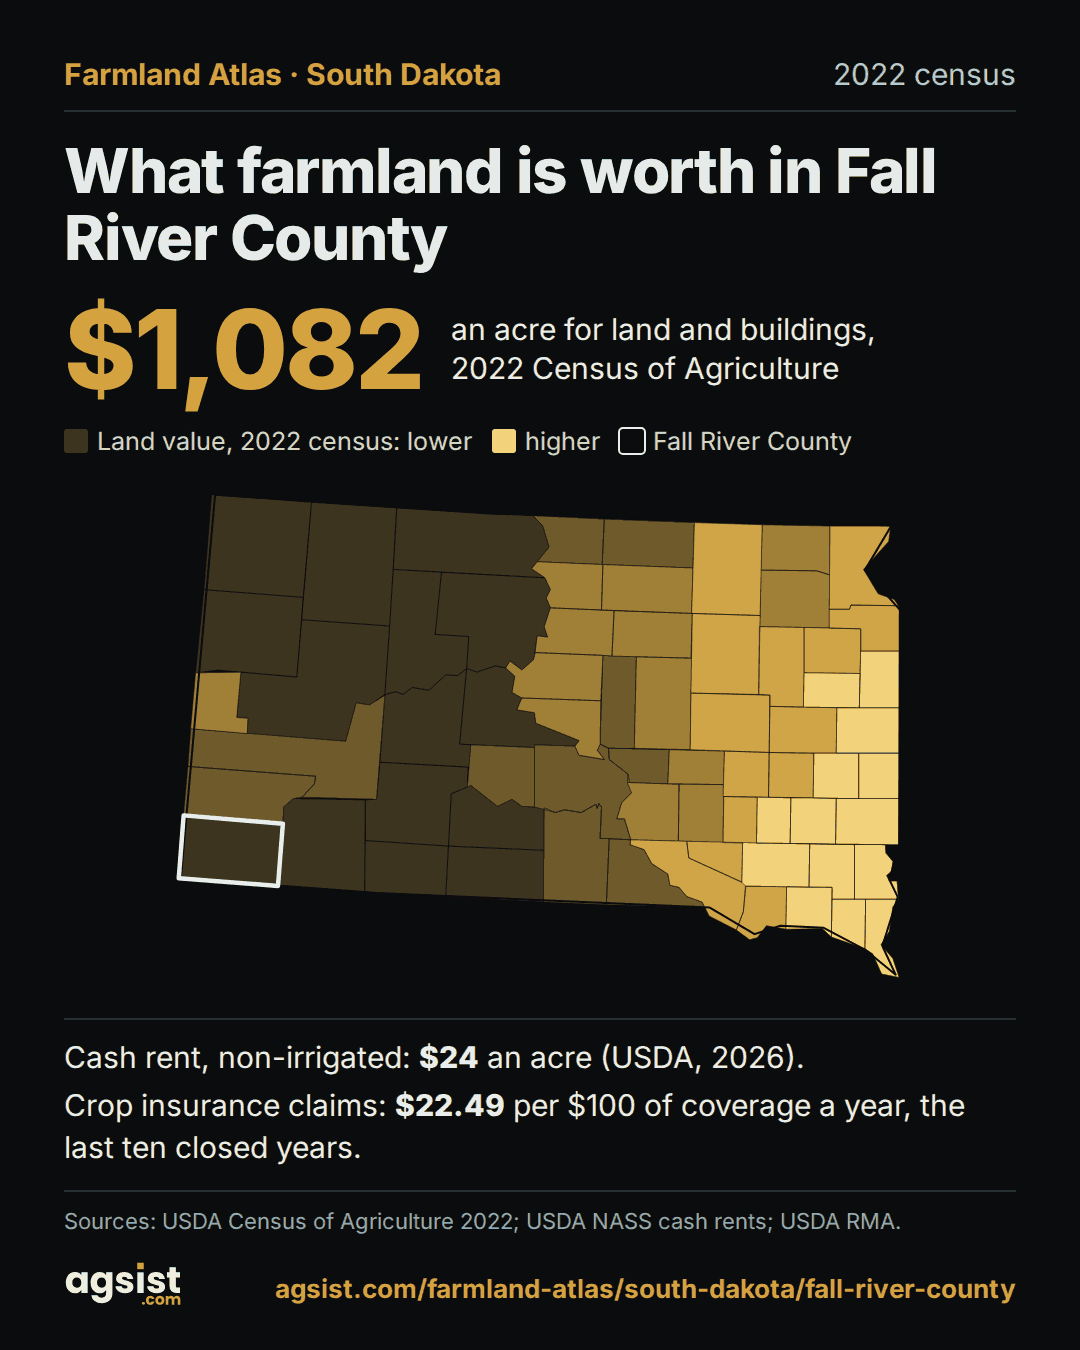 Farmland Atlas · South Dakota
2022 census
What farmland is worth in Fall
River County
$1,082
an acre for land and buildings,
2022 Census of Agriculture
Land value, 2022 census: lower
higher
Fall River County
Cash rent, non-irrigated: $24 an acre (USDA, 2026).
Crop insurance claims: $22.49 per $100 of coverage a year, the
last ten closed years.
Sources: USDA Census of Agriculture 2022; USDA NASS cash rents; USDA RMA.
agsist
.com
agsist.com/farmland-atlas/south-dakota/fall-river-county